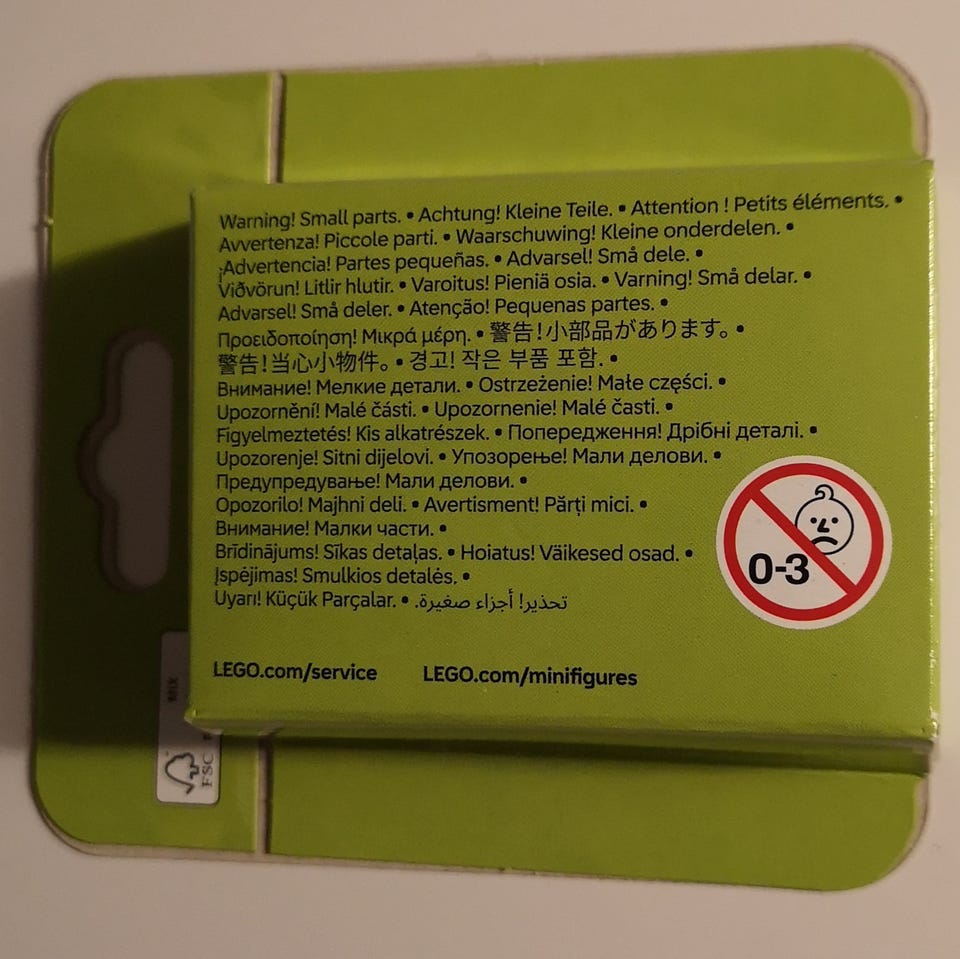 Warning! Small parts. • Achtung! Kleine Teile. • Attention ! Petits éléments. •
Avvertenza! Piccole parti. • Waarschuwing! Kleine onderdelen. •
¡Advertencia! Partes pequeñas. • Advarsel! Små dele. •
Viðvörun! Litlir hlutir. • Varoitus! Pieniä osia. • Varning! Små delar. •
Advarsel! Små deler. • Atenção! Pequenas partes. •
Προειδοποίηση! Μικρά μέρη. • 警告!小部品があります。 •
警告!当心小物件。 • 경고! 작은 부품 포함. •
Внимание! Мелкие детали. • Ostrzeżenie! Małe części. •
Upozornění! Malé části. • Upozornenie! Malé časti. •
Figyelmeztetés! Kis alkatrészek. • Попередження! Дрібні деталі. •
Upozorenje! Sitni dijelovi. • Упозорење! Мали делови. •
Предупредување! Мали делови. •
Opozorilo! Majhni deli. • Avertisment! Părți mici. •
Внимание! Малки части. •
Brīdinājums! Sīkas detaļas. • Hoiatus! Väikesed osad. •
Įspėjimas! Smulkios detalės. •
Uyarı! Küçük Parçalar. • تحذير! أجزاء صغيرة.
0-3
LEGO.com/service LEGO.com/minifigures
MIX
FSC